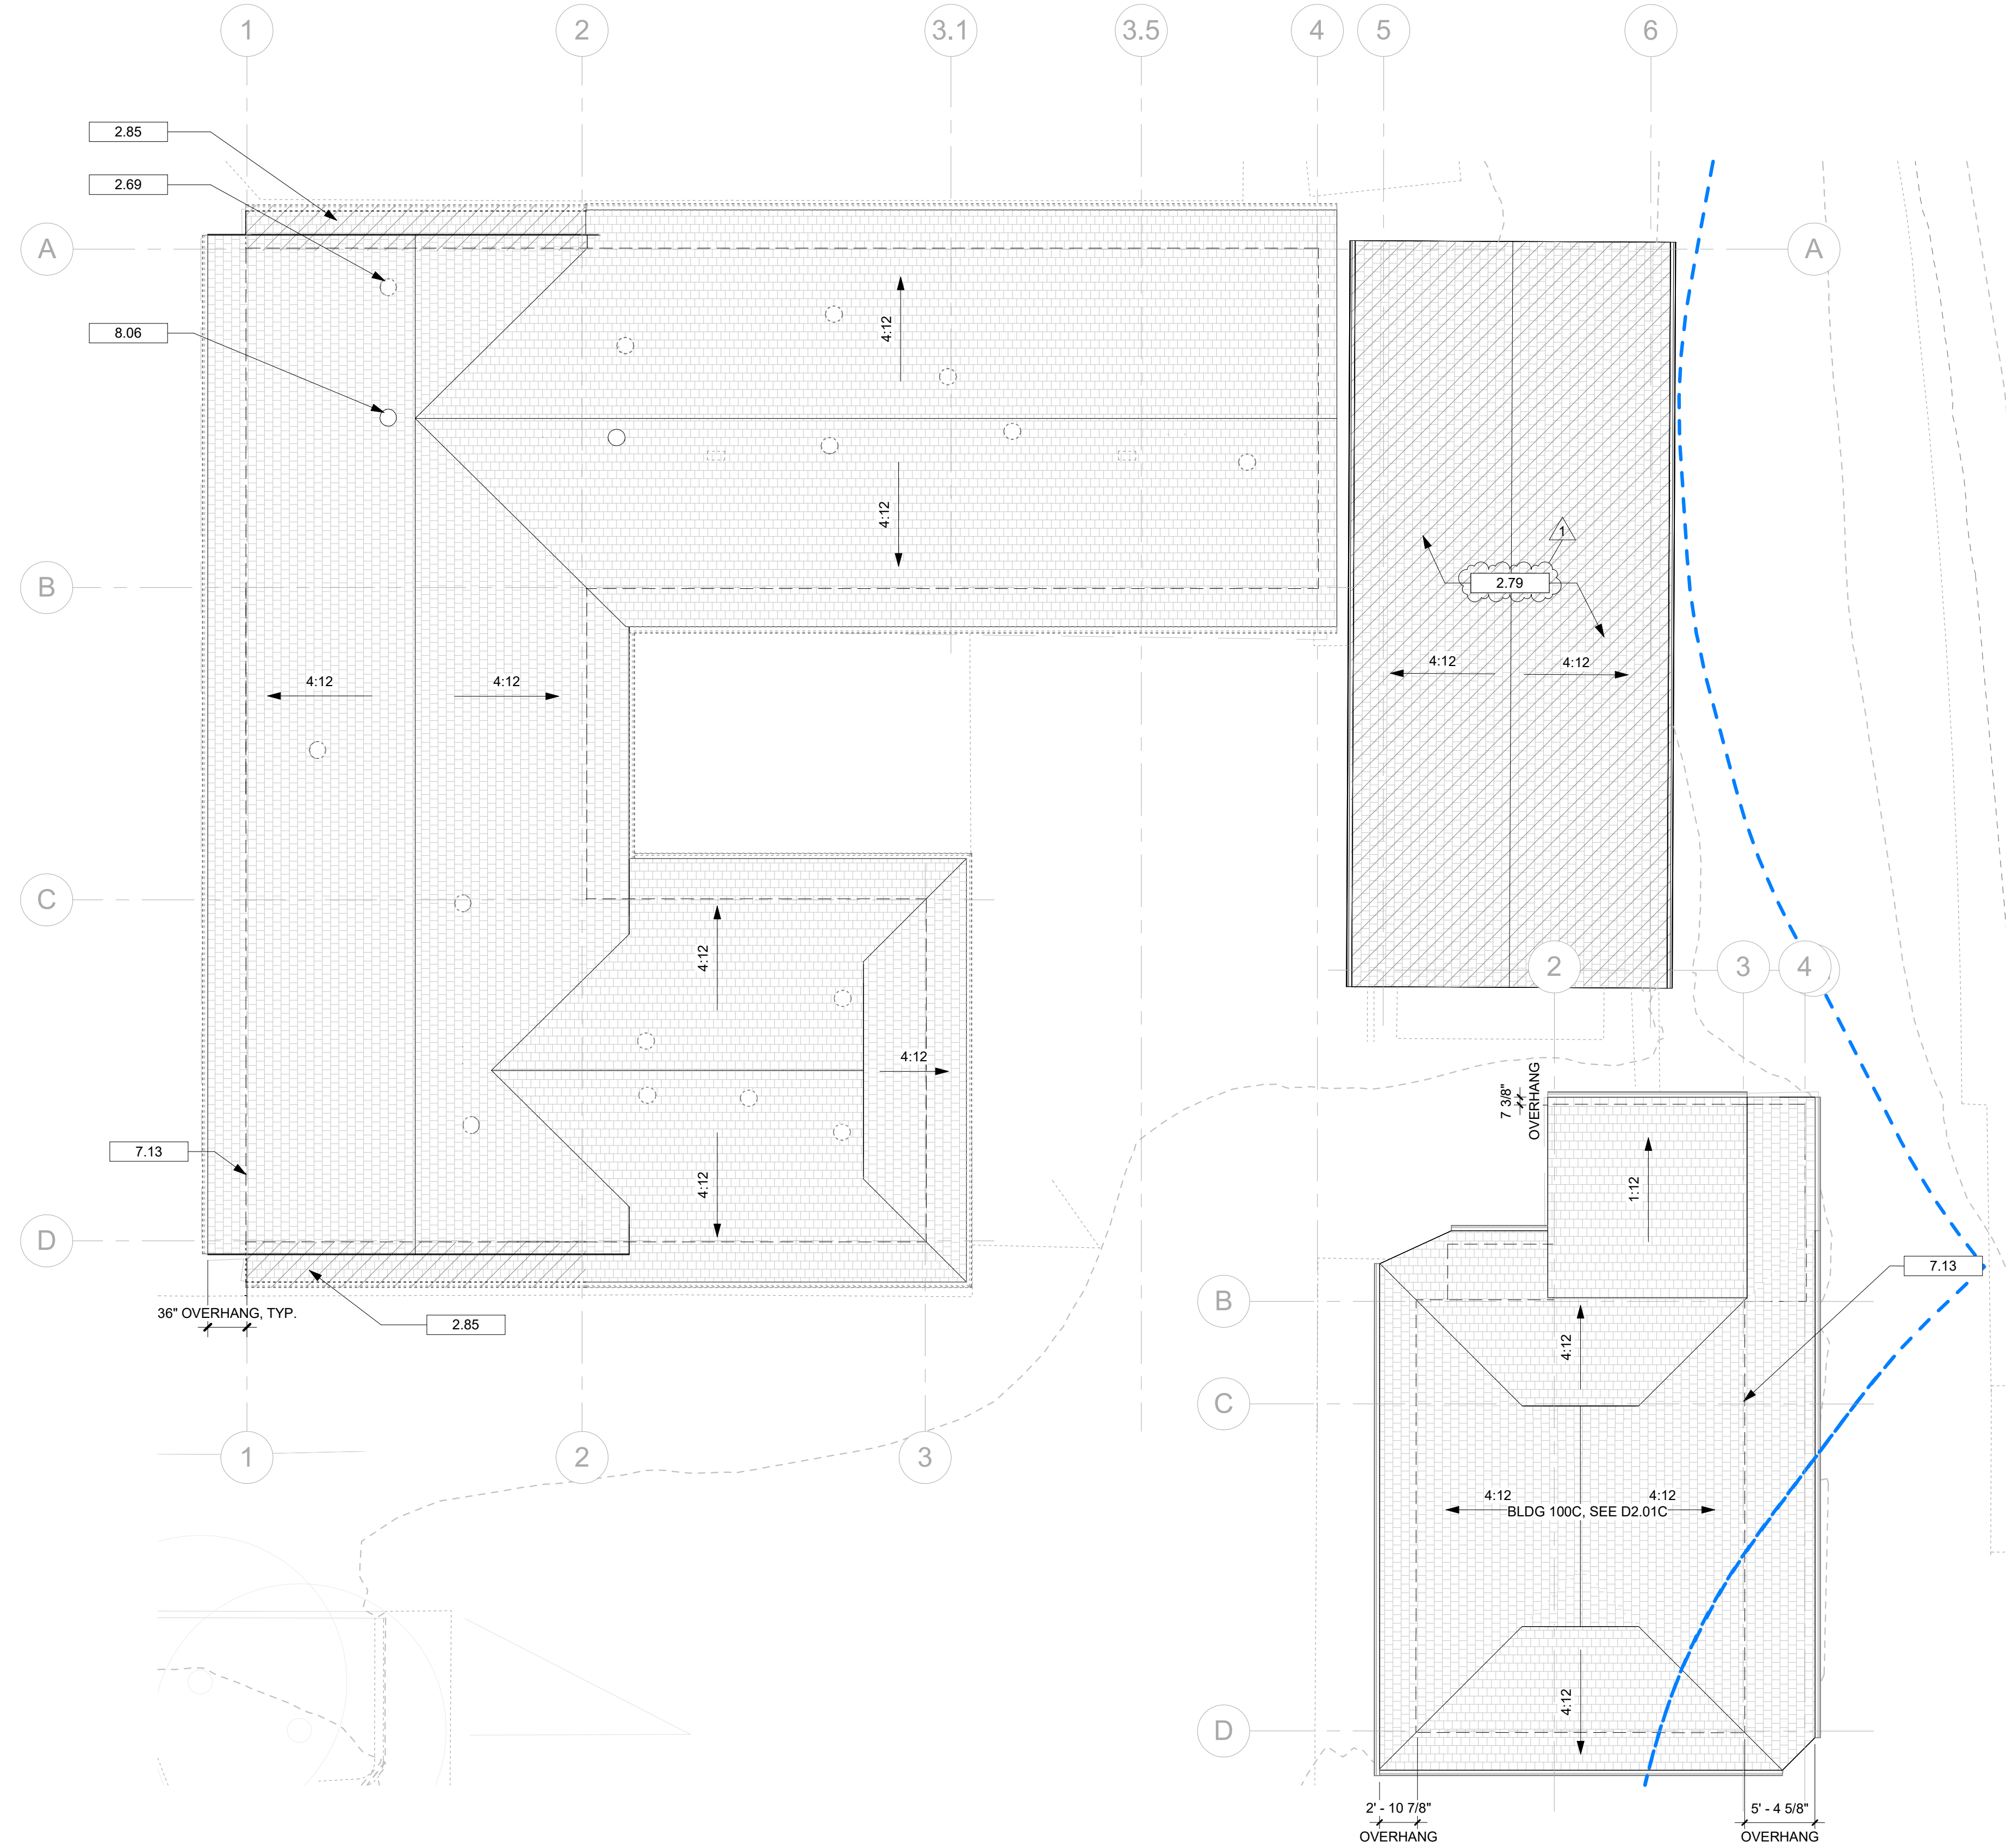 1
2
3.1
3.5
4
5
6
2.85
2.69
A
A
8.06
4:12
4:12
1
B
2.79
4:12
4:12
4:12
4:12
C
4:12
2
3
4
4:12
7 3/8"
OVERHANG
7.13
4:12
1:12
D
7.13
36" OVERHANG, TYP.
2.85
B
4:12
C
1
2
3
4:12
4:12
BLDG 100C, SEE D2.01C
4:12
D
2' - 10 7/8"
OVERHANG
5' - 4 5/8"
OVERHANG